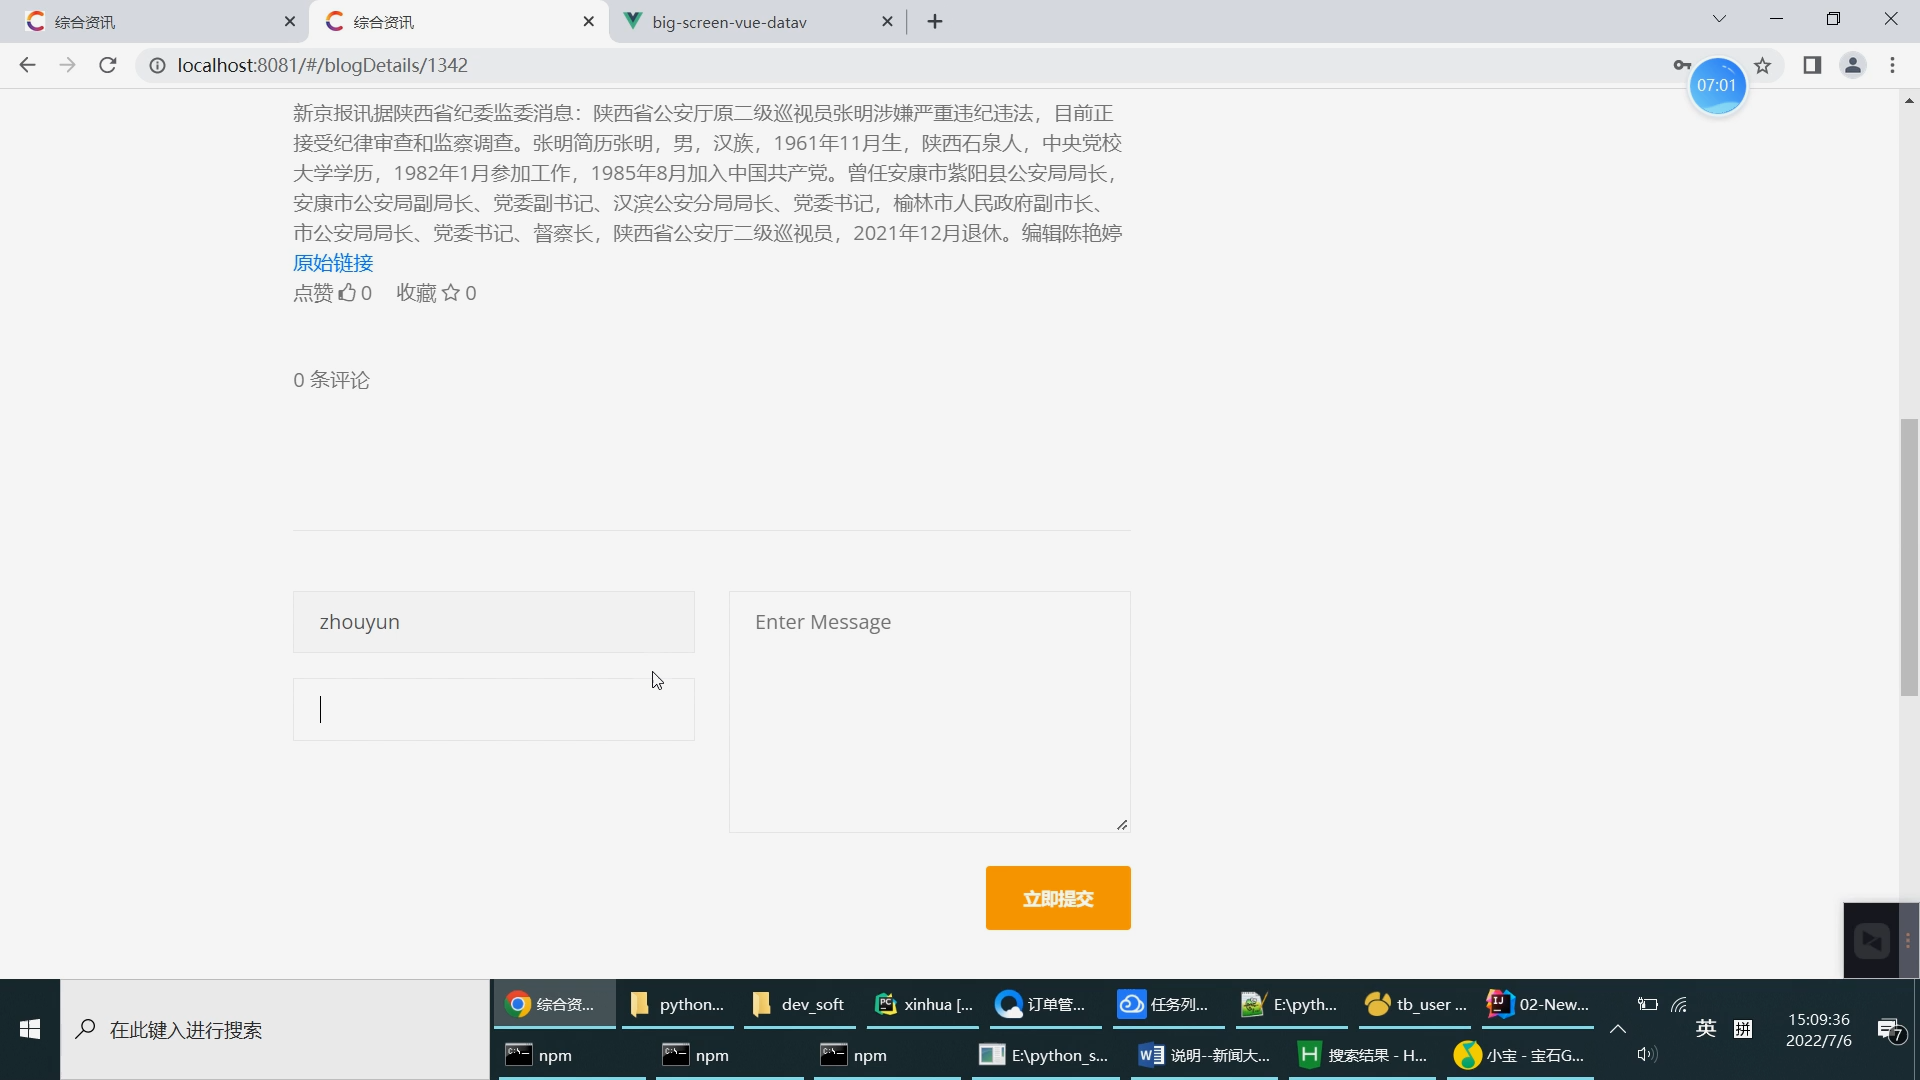 综合资讯
综合资讯
big-screen-vue-datav
localhost:8081/#/blogDetails/1342
07:01
新京报讯据陕西省纪委监委消息：陕西省公安厅原二级巡视员张明涉嫌严重违纪违法，目前正
接受纪律审查和监察调查。张明简历张明，男，汉族，1961年11月生，陕西石泉人，中央党校
大学学历，1982年1月参加工作，1985年8月加入中国共产党。曾任安康市紫阳县公安局局长，
安康市公安局副局长、党委副书记、汉滨公安分局局长、党委书记，榆林市人民政府副市长、
市公安局局长、党委书记、督察长，陕西省公安厅二级巡视员，2021年12月退休。编辑陈艳婷
原始链接
点赞 0 收藏 0
0 条评论
zhouyun
Enter Message
立即提交
在此键入进行搜索
综合资...
python...
dev_soft
xinhua [...
订单管...
任务列...
E:\pyth...
tb_user ...
02-New...
npm
npm
npm
E:\python_s...
说明--新闻大...
搜索结果 - H...
小宝 - 宝石G...
英
拼
15:09:36
2022/7/6
7